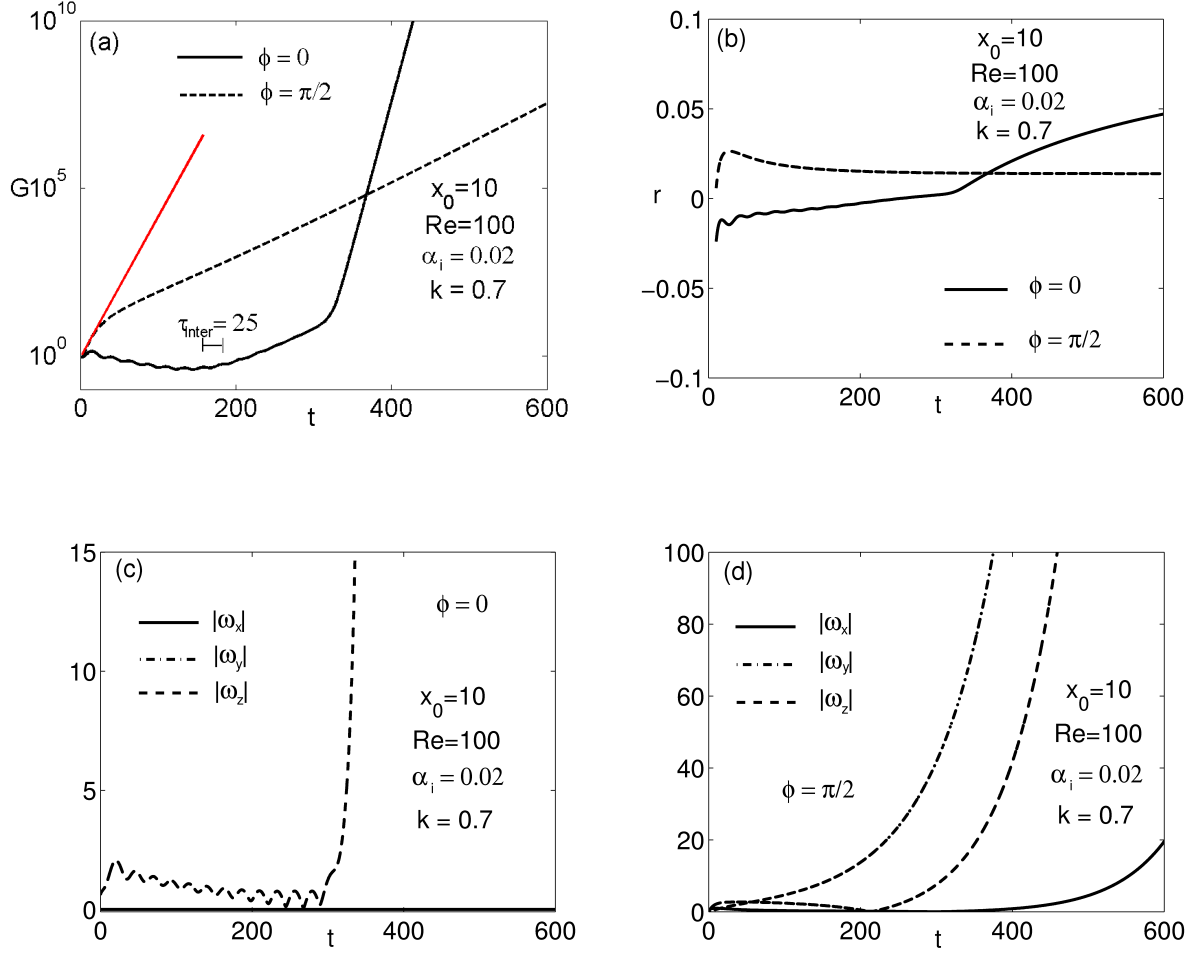 (a)
10^10
G10^5
10^0
ϕ = 0
ϕ = π/2
x_0=10
Re=100
α_i = 0.02
k = 0.7
τ_inter = 25
0 200 400 600
t
(b)
0.1
0.05
r 0
−0.05
−0.1
x_0=10
Re=100
α_i = 0.02
k = 0.7
ϕ = 0
ϕ = π/2
0 200 400 600
t
(c)
15
10
5
0
ϕ = 0
|ω_x|
|ω_y|
|ω_z|
x_0=10
Re=100
α_i = 0.02
k = 0.7
0 200 400 600
t
(d)
100
80
60
40
20
0
|ω_x|
|ω_y|
|ω_z|
ϕ = π/2
x_0=10
Re=100
α_i = 0.02
k = 0.7
0 200 400 600
t